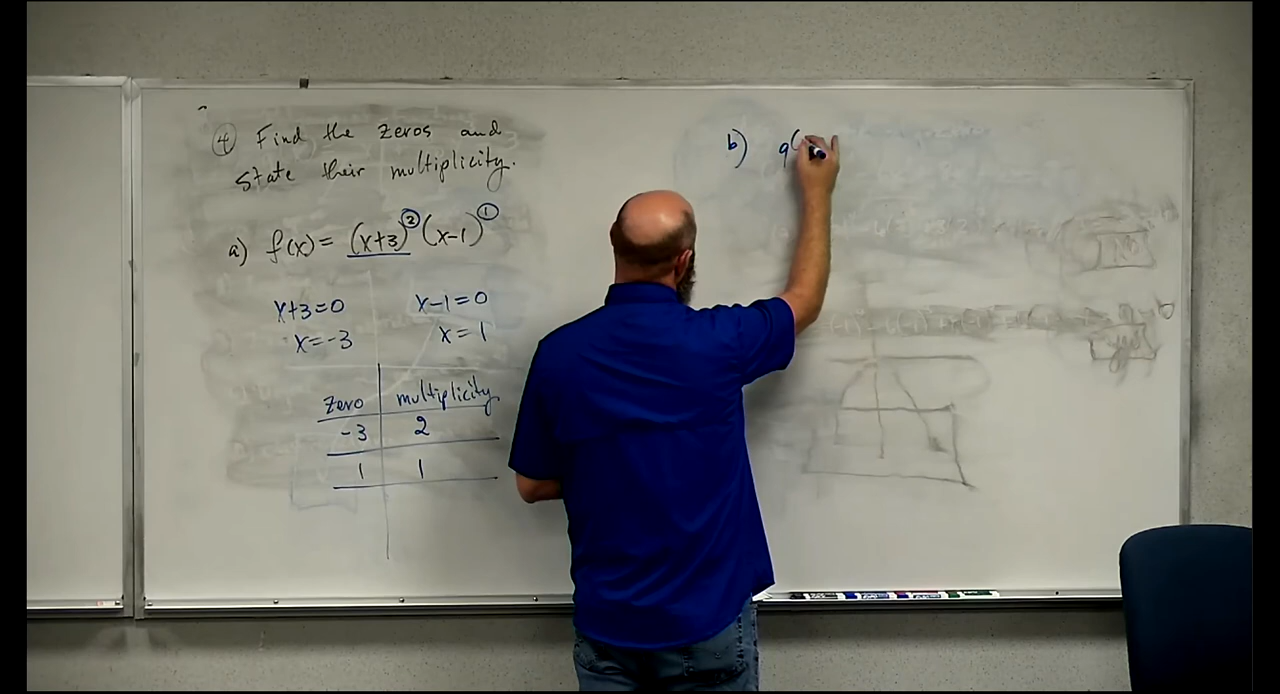 ④ Find the zeros and
state their multiplicity.
a) f(x) = (x+3)² (x-1)¹
x+3=0 x-1=0
x=-3 x=1
zero multiplicity
-3 2
1 1
b) g(